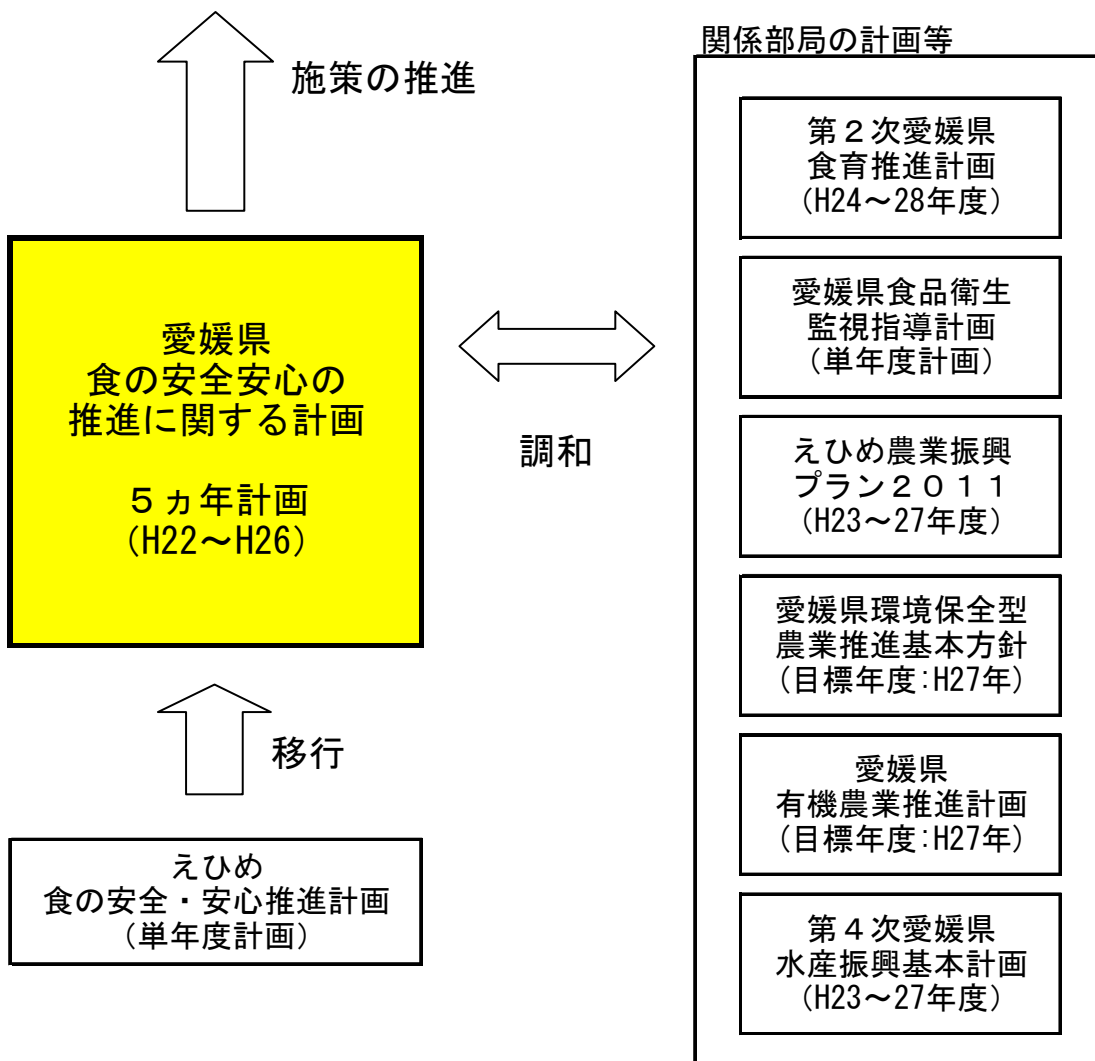 施策の推進
愛媛県
食の安全安心の
推進に関する計画
５ヵ年計画
(H22～H26)
調和
移行
えひめ
食の安全・安心推進計画
(単年度計画)
関係部局の計画等
第２次愛媛県
食育推進計画
(H24～28年度)
愛媛県食品衛生
監視指導計画
(単年度計画)
えひめ農業振興
プラン２０１１
(H23～27年度)
愛媛県環境保全型
農業推進基本方針
(目標年度:H27年)
愛媛県
有機農業推進計画
(目標年度:H27年)
第４次愛媛県
水産振興基本計画
(H23～27年度)